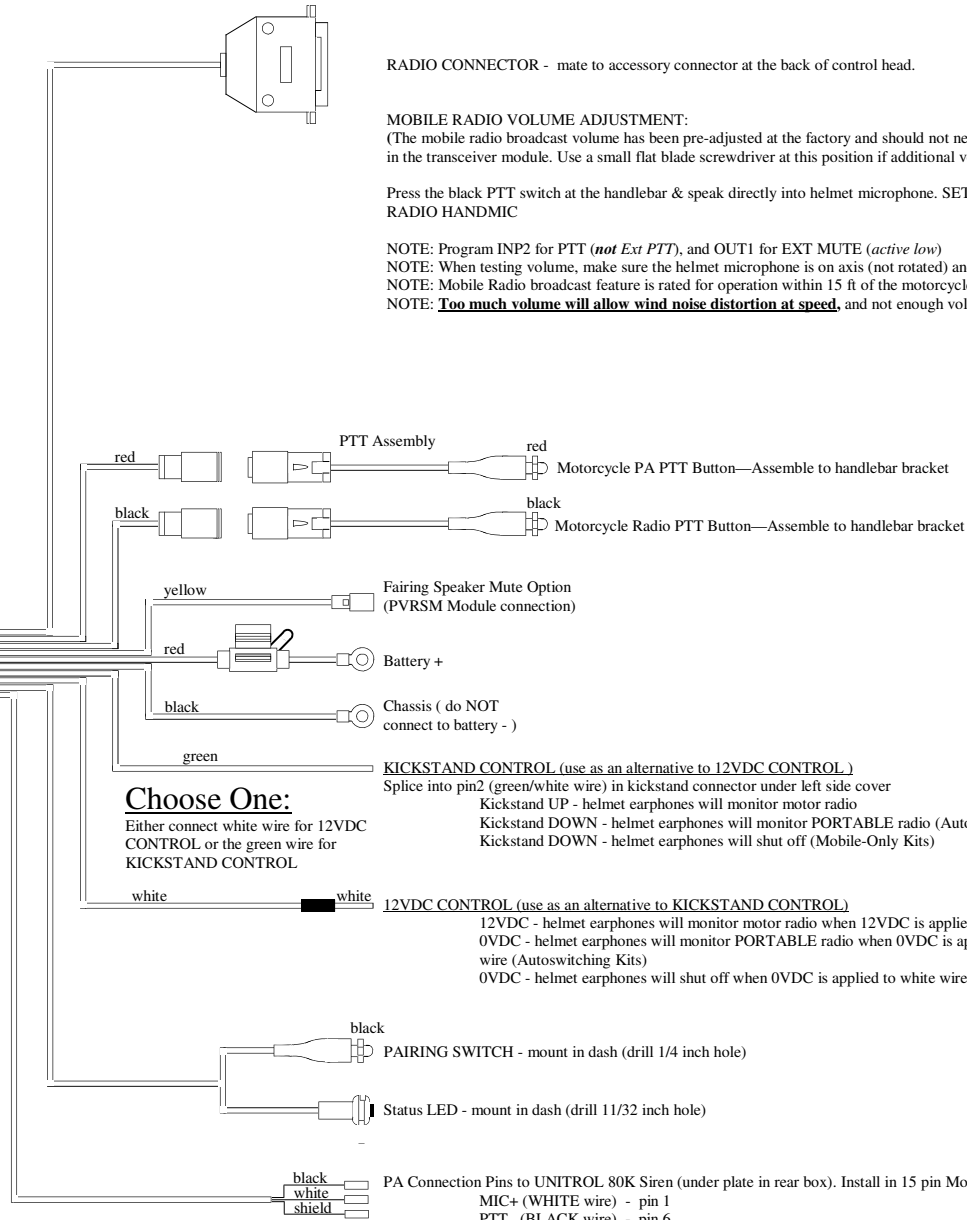 RADIO CONNECTOR - mate to accessory connector at the back of control head.
MOBILE RADIO VOLUME ADJUSTMENT:
(The mobile radio broadcast volume has been pre-adjusted at the factory and should not ne
in the transceiver module. Use a small flat blade screwdriver at this position if additional v
Press the black PTT switch at the handlebar & speak directly into helmet microphone. SET
RADIO HANDMIC
NOTE: Program INP2 for PTT (not Ext PTT), and OUT1 for EXT MUTE (active low)
NOTE: When testing volume, make sure the helmet microphone is on axis (not rotated) an
NOTE: Mobile Radio broadcast feature is rated for operation within 15 ft of the motorcycl
NOTE: Too much volume will allow wind noise distortion at speed, and not enough vol
PTT Assembly
red
red
Motorcycle PA PTT Button—Assemble to handlebar bracket
black
black
Motorcycle Radio PTT Button—Assemble to handlebar bracket
yellow
Fairing Speaker Mute Option
(PVRSM Module connection)
red
Battery +
black
Chassis ( do NOT
connect to battery - )
green
KICKSTAND CONTROL (use as an alternative to 12VDC CONTROL )
Splice into pin2 (green/white wire) in kickstand connector under left side cover
Kickstand UP - helmet earphones will monitor motor radio
Kickstand DOWN - helmet earphones will monitor PORTABLE radio (Auto
Kickstand DOWN - helmet earphones will shut off (Mobile-Only Kits)
Choose One:
Either connect white wire for 12VDC
CONTROL or the green wire for
KICKSTAND CONTROL
white
white
12VDC CONTROL (use as an alternative to KICKSTAND CONTROL)
12VDC - helmet earphones will monitor motor radio when 12VDC is applie
0VDC - helmet earphones will monitor PORTABLE radio when 0VDC is ap
wire (Autoswitching Kits)
0VDC - helmet earphones will shut off when 0VDC is applied to white wire
black
PAIRING SWITCH - mount in dash (drill 1/4 inch hole)
Status LED - mount in dash (drill 11/32 inch hole)
black
white
shield
PA Connection Pins to UNITROL 80K Siren (under plate in rear box). Install in 15 pin Mo
MIC+ (WHITE wire) - pin 1
PTT (BLACK wire) - pin 6